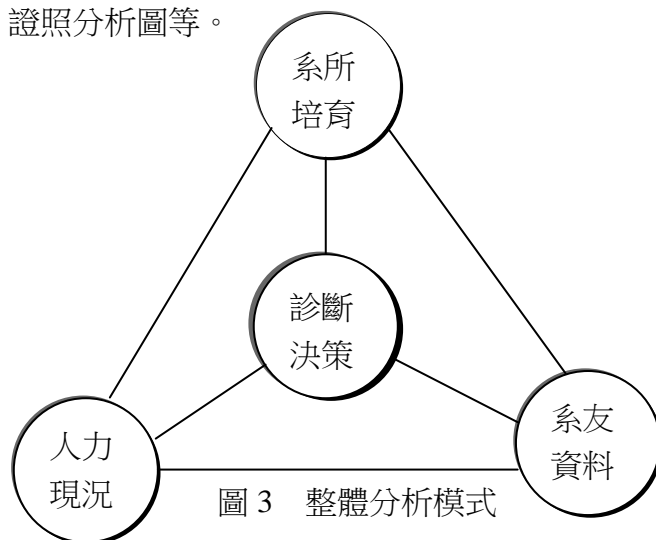 證照分析圖等。
系所
培育
診斷
決策
人力
現況
系友
資料
圖 3　整體分析模式